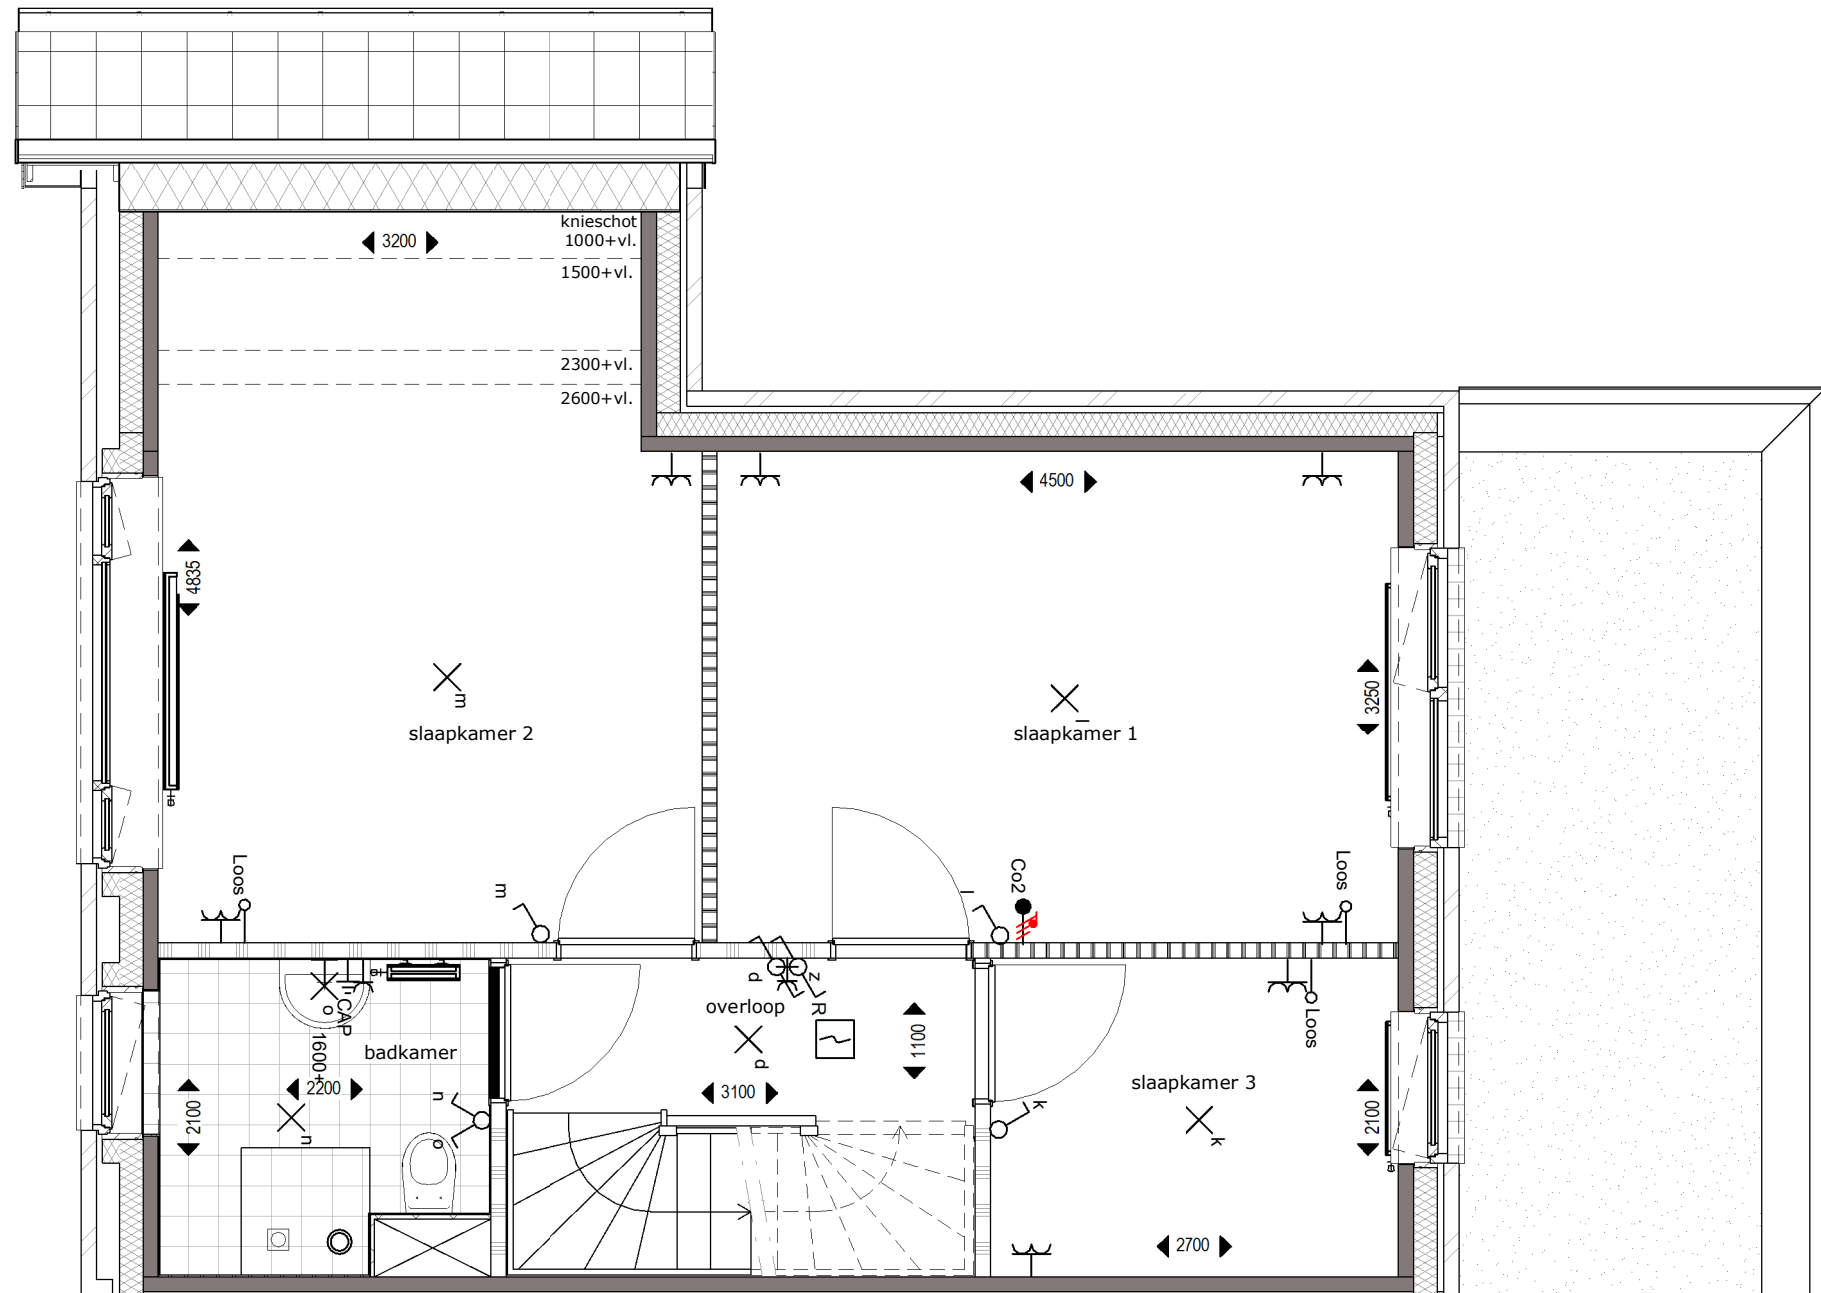 knieschot
1000+vl.
3200
1500+vl.
2300+vl.
2600+vl.
4500
4835
3250
m
slaapkamer 2
l
slaapkamer 1
Loos
m
l
Co2
Loos
d
z
R
overloop
d
1100
3100
o
CAP
1600+
badkamer
2200
2100
n
n
o
Loos
slaapkamer 3
k
k
2100
2700